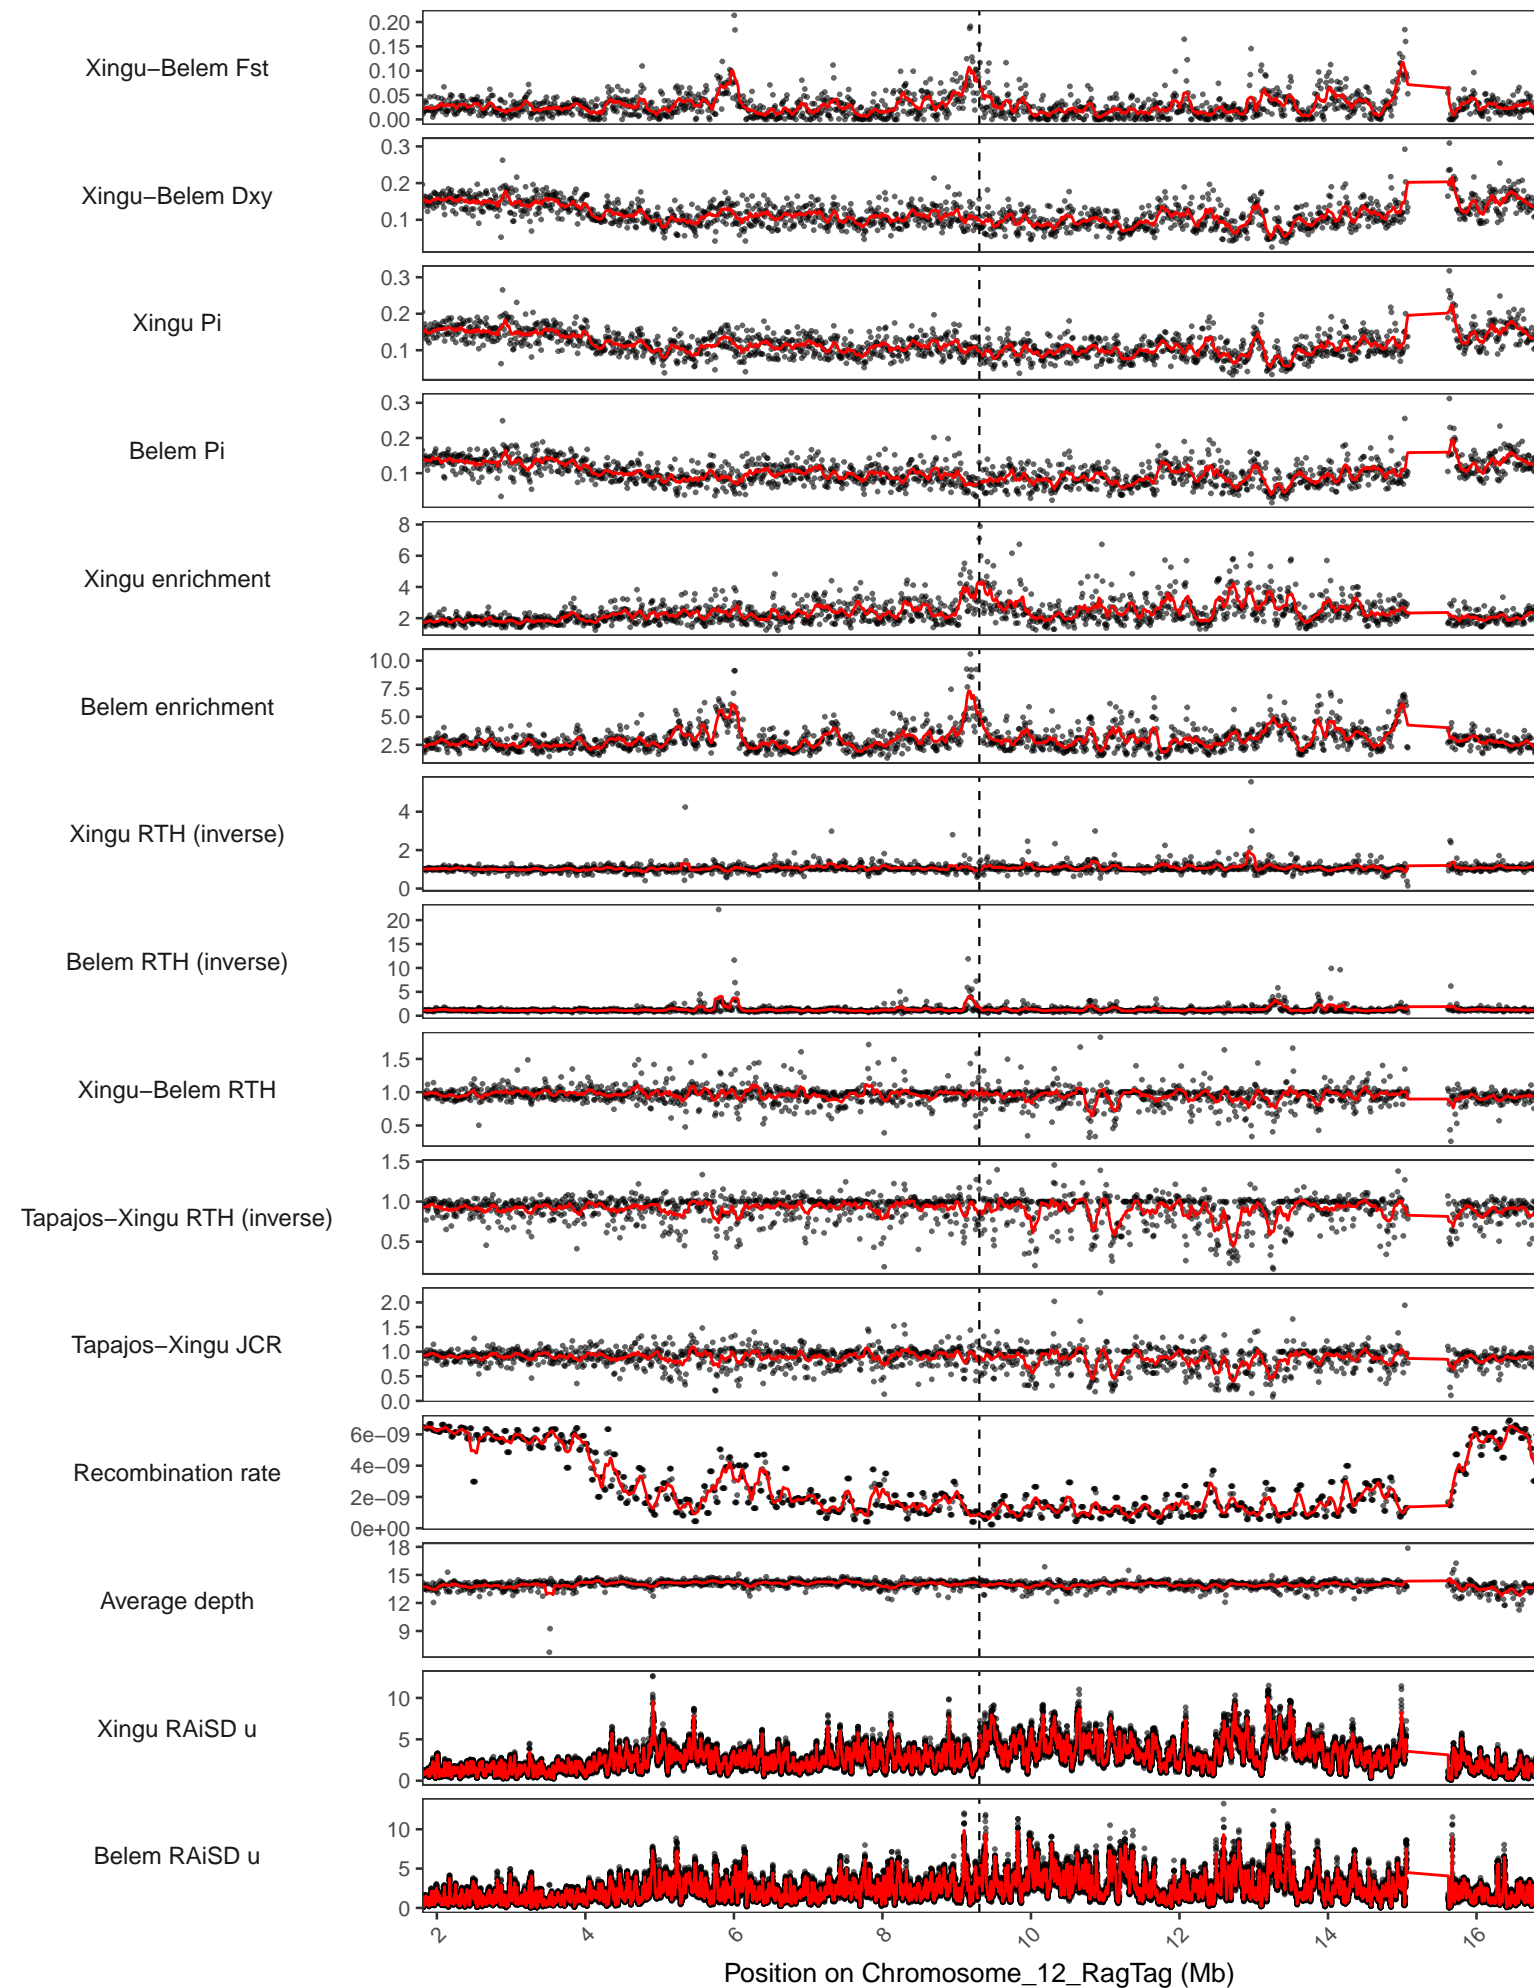 Xingu−Belem Fst
0.20
0.15
0.10
0.05
0.00
Xingu−Belem Dxy
0.3
0.2
0.1
Xingu Pi
0.3
0.2
0.1
Belem Pi
0.3
0.2
0.1
Xingu enrichment
8
6
4
2
Belem enrichment
10.0
7.5
5.0
2.5
Xingu RTH (inverse)
4
2
0
Belem RTH (inverse)
20
15
10
5
0
Xingu−Belem RTH
1.5
1.0
0.5
Tapajos−Xingu RTH (inverse)
1.5
1.0
0.5
Tapajos−Xingu JCR
2.0
1.5
1.0
0.5
0.0
Recombination rate
6e−09
4e−09
2e−09
0e+00
Average depth
18
15
12
9
Xingu RAiSD u
10
5
0
Belem RAiSD u
10
5
0
2 4 6 8 10 12 14 16
Position on Chromosome_12_RagTag (Mb)